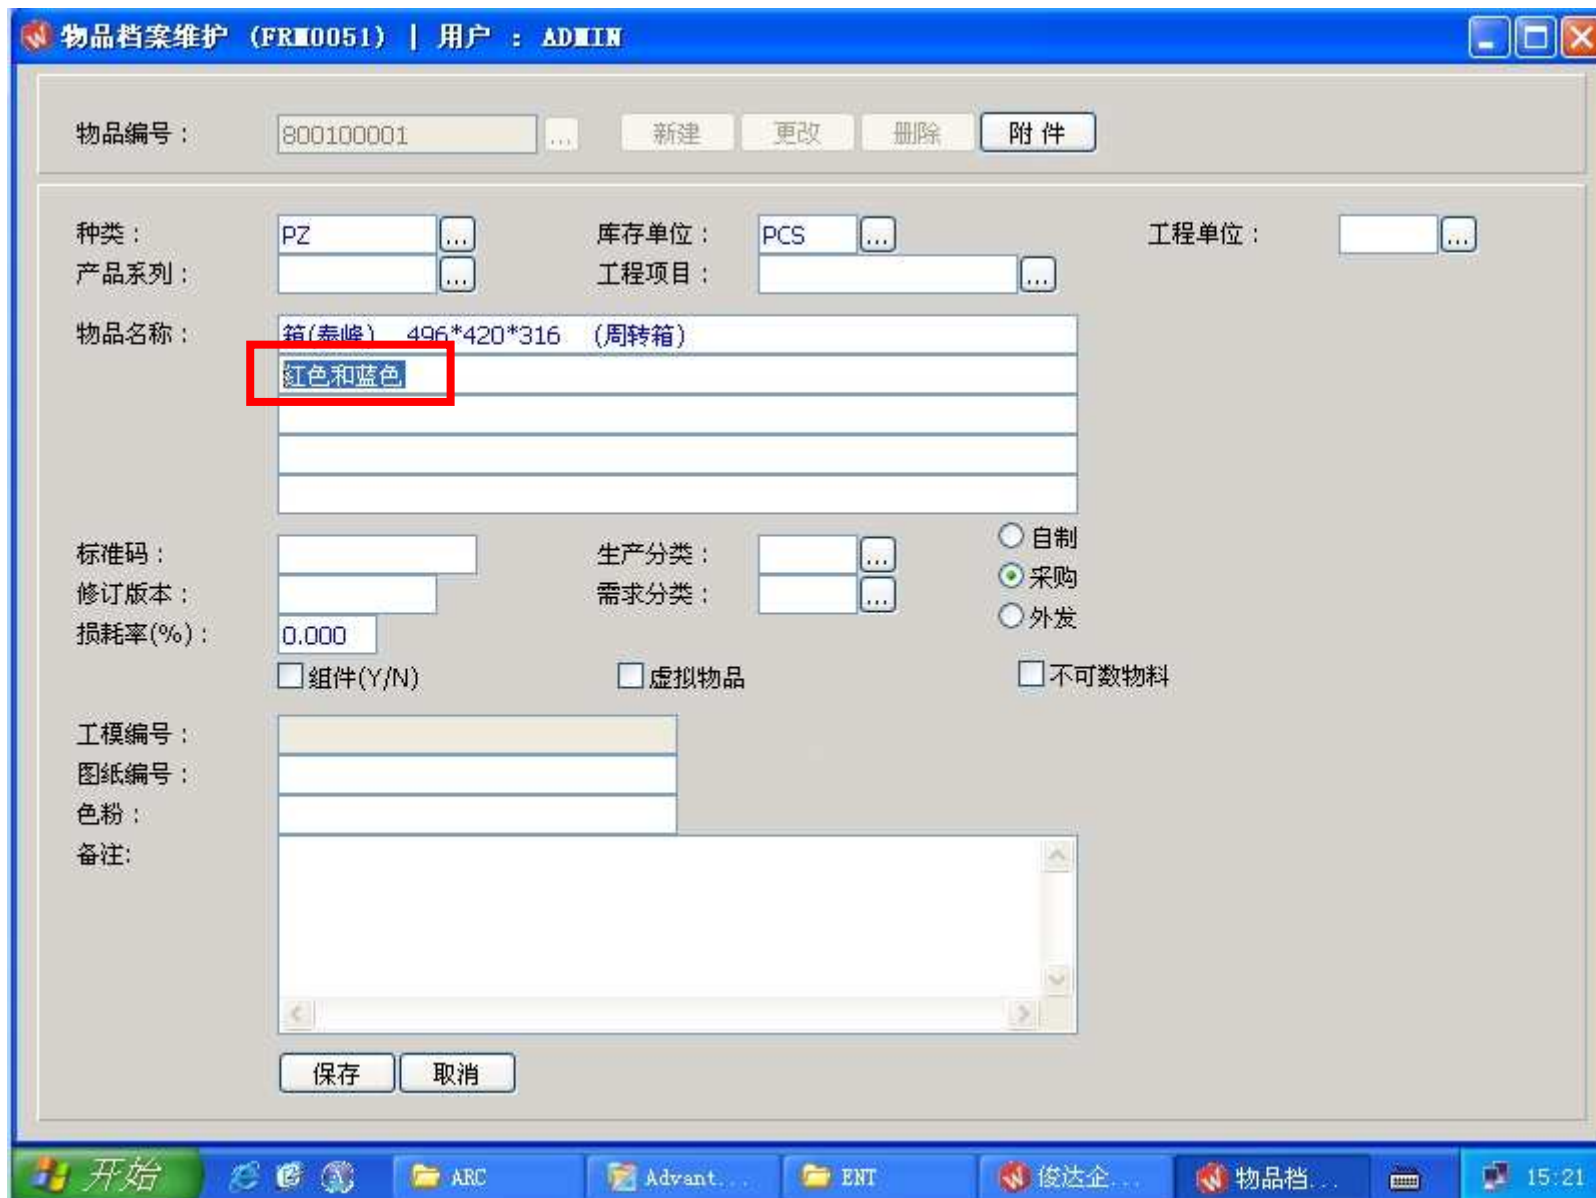 物品档案维护 (FRM0051) | 用户 : ADMIN
物品编号： 800100001 ... 新建 更改 删除 附 件
种类： PZ ... 库存单位： PCS ... 工程单位： ...
产品系列： ... 工程项目： ...
物品名称： 箱(泰峰) 496*420*316 (周转箱)
红色和蓝色
标准码： 生产分类： ... 自制
修订版本： 需求分类： ... 采购
损耗率(%)： 0.000 外发
组件(Y/N) 虚拟物品 不可数物料
工模编号：
图纸编号：
色粉：
备注:
保存 取消
开始 ARC Advant... ENT 俊达企... 物品档... 15:21